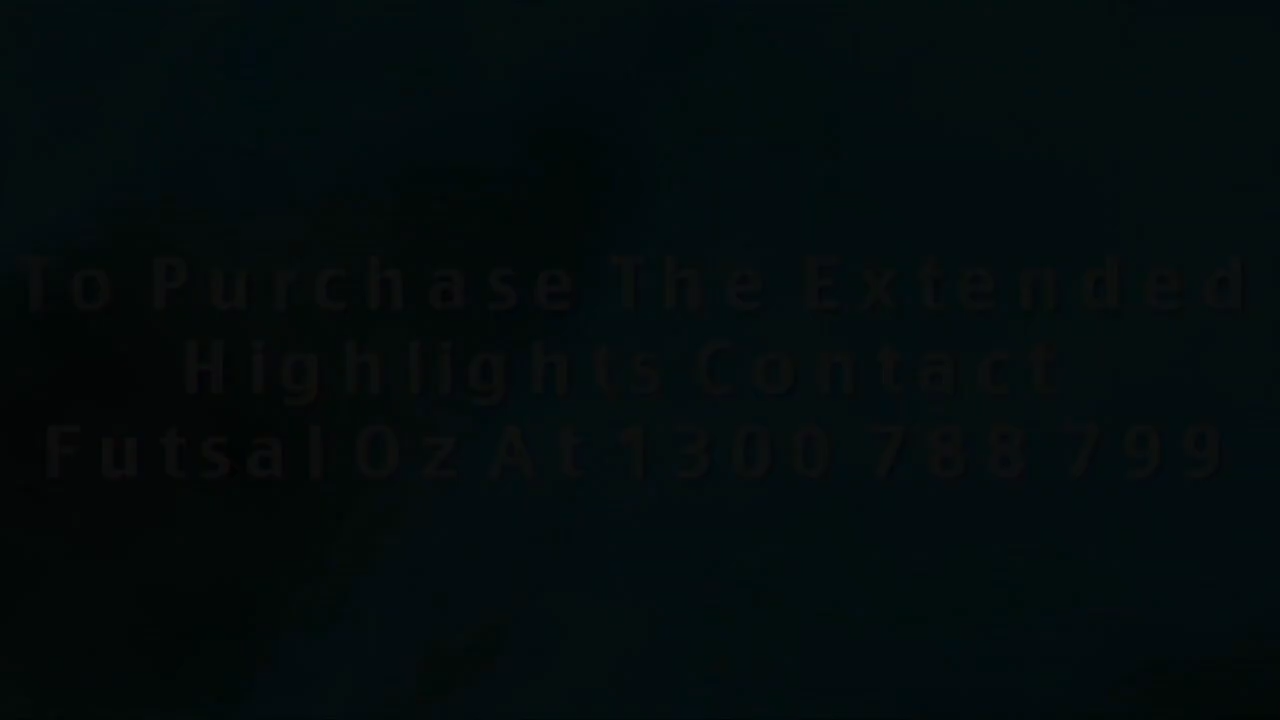 To Purchase The Extended
Highlights Contact
Futsal Oz At 1300 788 799